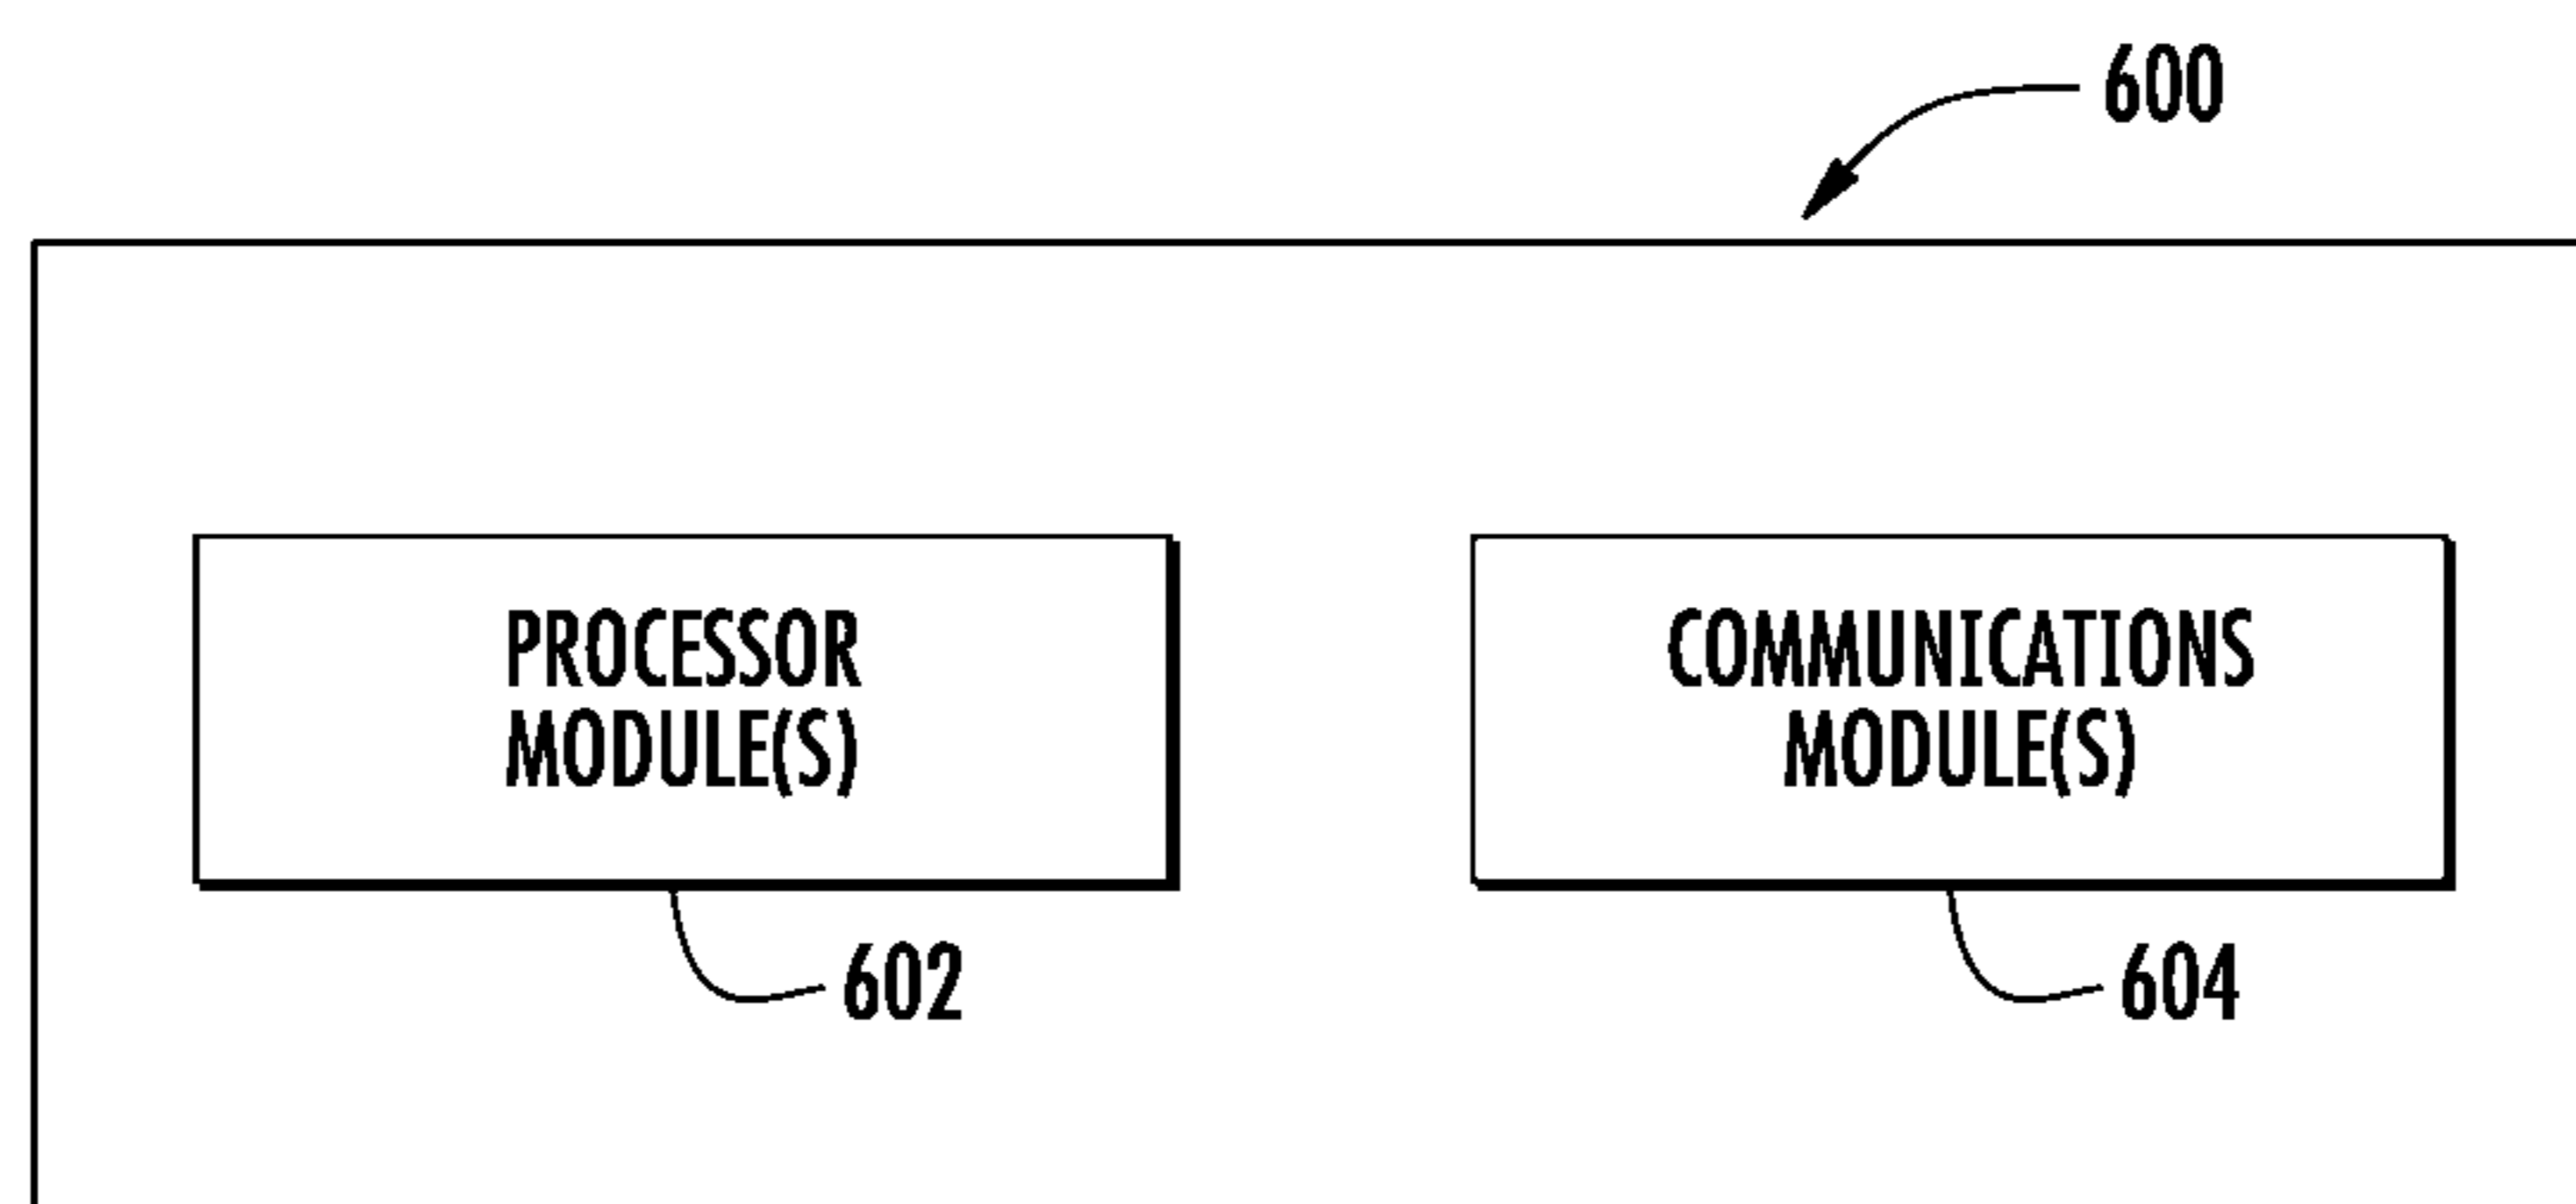 600
PROCESSOR
MODULE(S)
602
COMMUNICATIONS
MODULE(S)
604